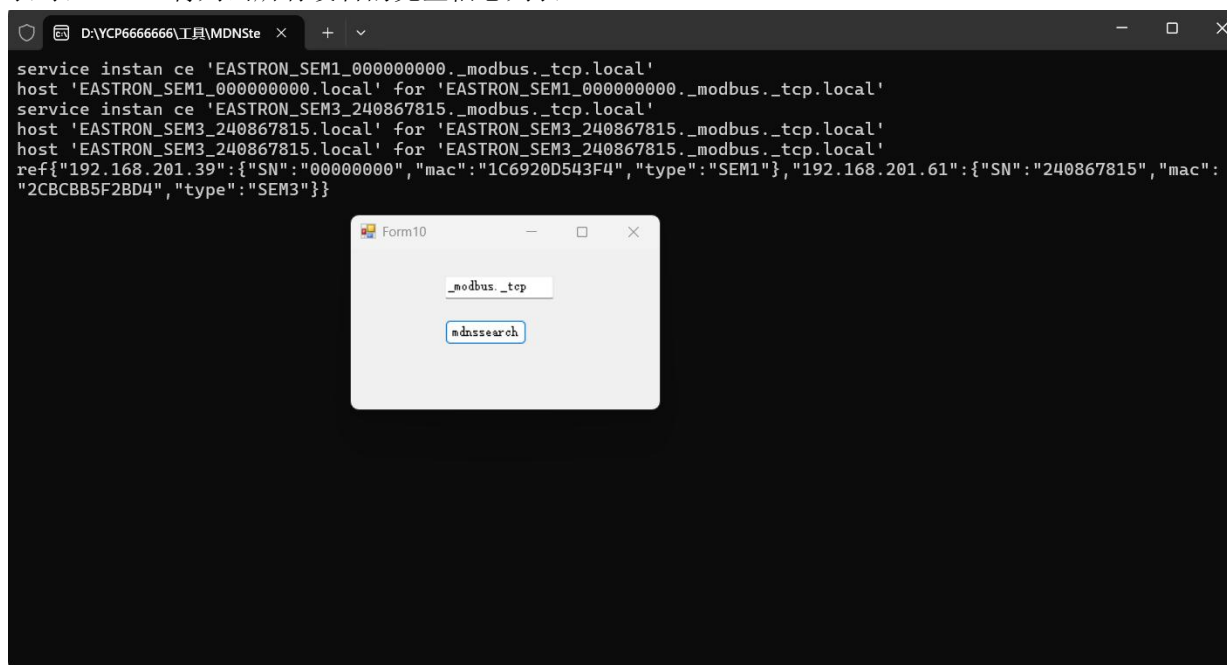 D:\YCP6666666\工具\MDNSte
service instan ce 'EASTRON_SEM1_000000000._modbus._tcp.local'
host 'EASTRON_SEM1_000000000.local' for 'EASTRON_SEM1_000000000._modbus._tcp.local'
service instan ce 'EASTRON_SEM3_240867815._modbus._tcp.local'
host 'EASTRON_SEM3_240867815.local' for 'EASTRON_SEM3_240867815._modbus._tcp.local'
host 'EASTRON_SEM3_240867815.local' for 'EASTRON_SEM3_240867815._modbus._tcp.local'
ref{"192.168.201.39":{"SN":"00000000","mac":"1C6920D543F4","type":"SEM1"},"192.168.201.61":{"SN":"240867815","mac":
"2CBCBB5F2BD4","type":"SEM3"}}
Form10
_modbus._tcp
mdnssearch